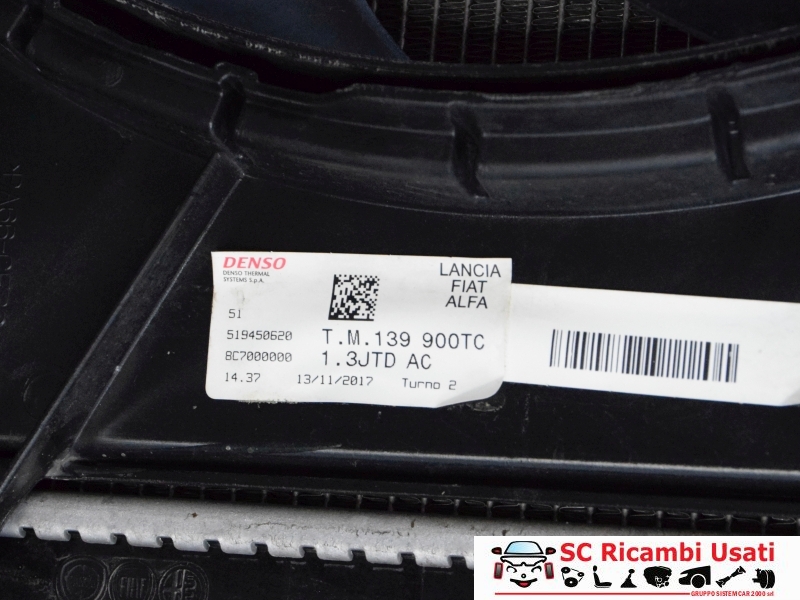 DENSO
DENSO THERMAL
SYSTEMS S.p.A.
LANCIA
FIAT
ALFA
51
519450620
T.M.139 900TC
BC7000000
1.3JTD AC
14.37 13/11/2017 Turno 2
SC Ricambi Usati
GRUPPO SISTEMCAR 2000 srl